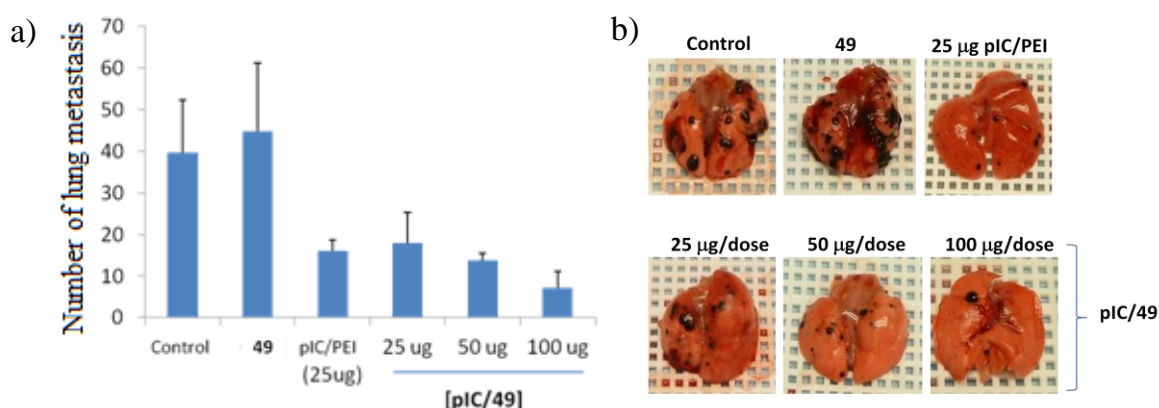 a)
Number of lung metastasis
70
60
50
40
30
20
10
0
Control
49
pIC/PEI
(25ug)
25 ug
50 ug
100 ug
[pIC/49]
b)
Control
49
25 µg pIC/PEI
25 µg/dose
50 µg/dose
100 µg/dose
pIC/49